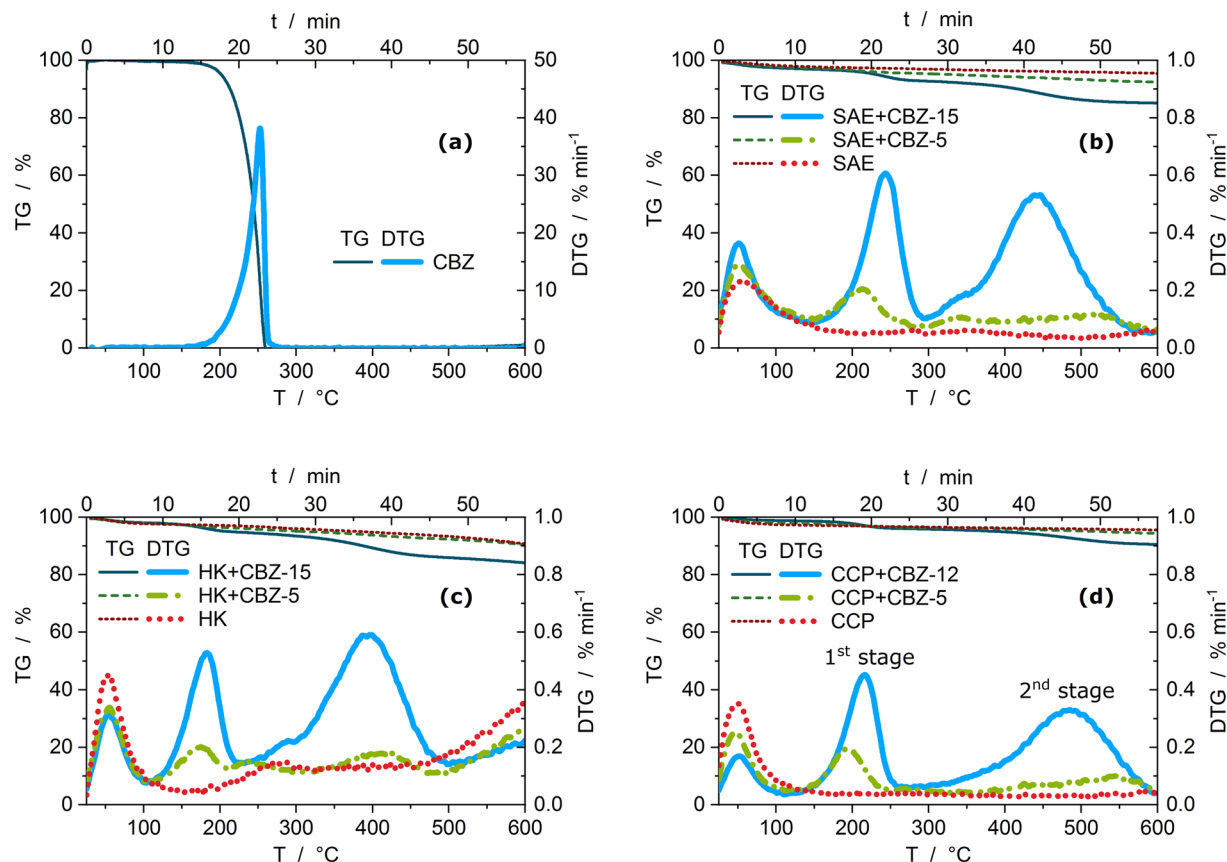 t / min
0 10 20 30 40 50
100 80 60 40 20 0
TG / %
50 40 30 20 10 0
DTG / % min⁻¹
(a)
TG DTG
CBZ
100 200 300 400 500 600
T / °C
t / min
0 10 20 30 40 50
100 80 60 40 20 0
TG / %
1.0 0.8 0.6 0.4 0.2 0.0
DTG / % min⁻¹
TG DTG
SAE+CBZ-15
SAE+CBZ-5
SAE
(b)
100 200 300 400 500 600
T / °C
t / min
0 10 20 30 40 50
100 80 60 40 20 0
TG / %
1.0 0.8 0.6 0.4 0.2 0.0
DTG / % min⁻¹
TG DTG
HK+CBZ-15
HK+CBZ-5
HK
(c)
100 200 300 400 500 600
T / °C
t / min
0 10 20 30 40 50
100 80 60 40 20 0
TG / %
1.0 0.8 0.6 0.4 0.2 0.0
DTG / % min⁻¹
TG DTG
CCP+CBZ-12
CCP+CBZ-5
CCP
(d)
1st stage
2nd stage
100 200 300 400 500 600
T / °C